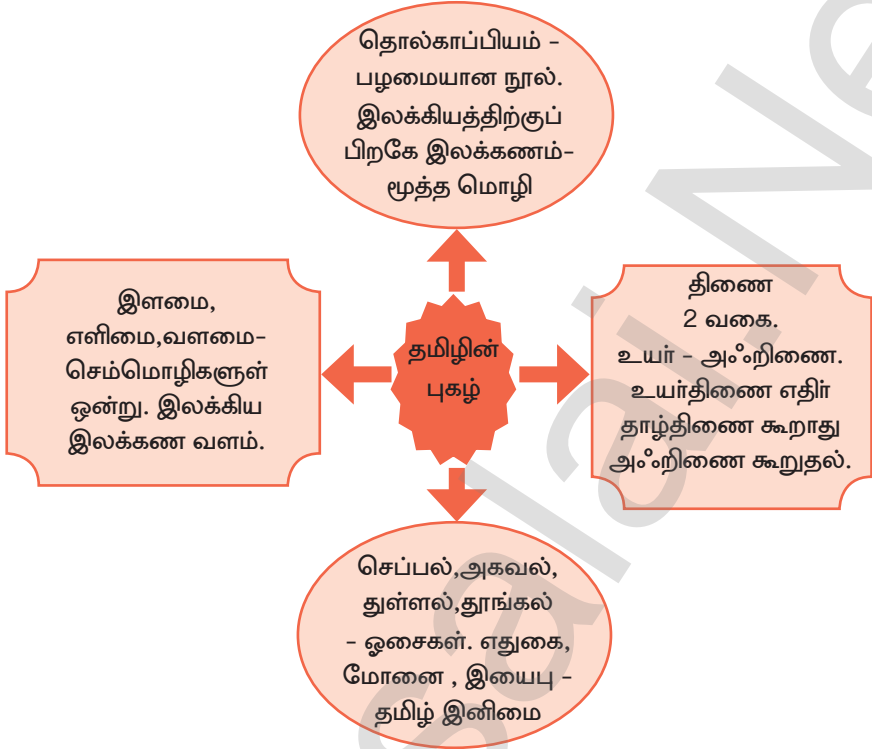 தொல்காப்பியம் –
பழமையான நூல்.
இலக்கியத்திற்குப்
பிறகே இலக்கணம்–
மூத்த மொழி
இளமை,
எளிமை,வளமை–
செம்மொழிகளுள்
ஒன்று. இலக்கிய
இலக்கண வளம்.
தமிழின்
புகழ்
திணை
2 வகை.
உயர் – அஃறிணை.
உயர்திணை எதிர்
தாழ்திணை கூறாது
அஃறிணை கூறுதல்.
செப்பல்,அகவல்,
துள்ளல்,தூங்கல்
– ஓசைகள். எதுகை,
மோனை , இயைபு –
தமிழ் இனிமை